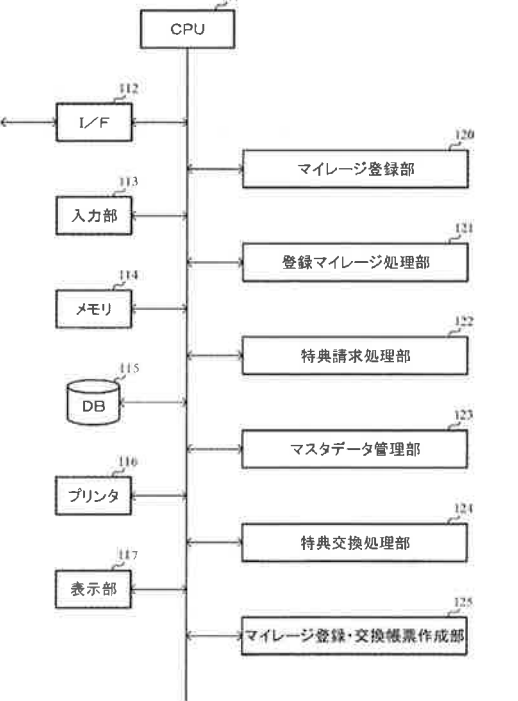 CPU
112
I/F
120
マイレージ登録部
113
入力部
121
登録マイレージ処理部
114
メモリ
122
特典請求処理部
115
DB
123
マスタデータ管理部
116
プリンタ
124
特典交換処理部
117
表示部
125
マイレージ登録・交換帳票作成部